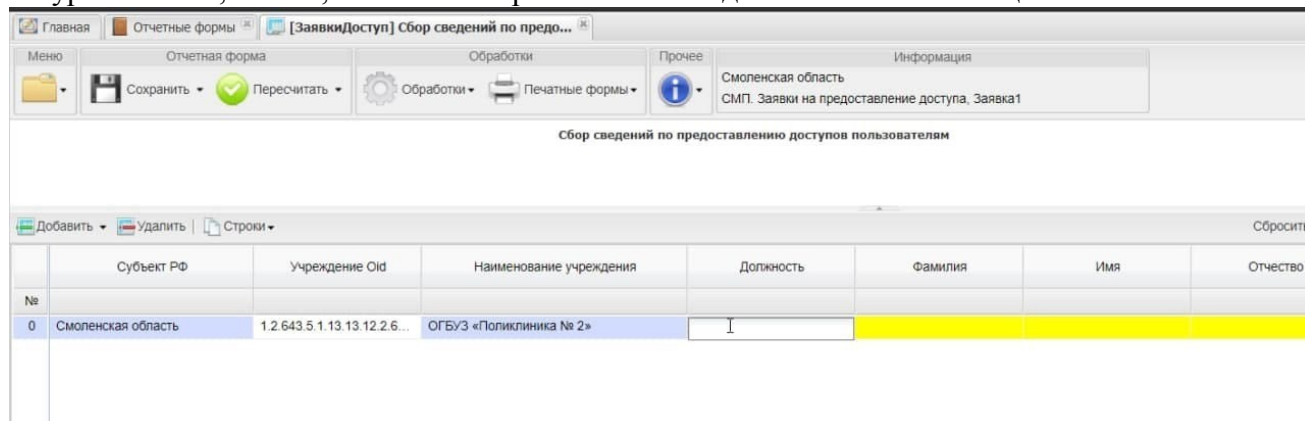 Главная Отчетные формы [ЗаявкиДоступ] Сбор сведений по предо...
Меню Отчетная форма Обработки Прочее Информация
Сохранить Пересчитать Обработки Печатные формы Смоленская область
СМП. Заявки на предоставление доступа, Заявка1
Сбор сведений по предоставлению доступов пользователям
Добавить Удалить | Строки Сбросить
Субъект РФ Учреждение Oid Наименование учреждения Должность Фамилия Имя Отчество
№
0 Смоленская область 1.2.643.5.1.13.13.12.2.6... ОГБУЗ «Поликлиника № 2»